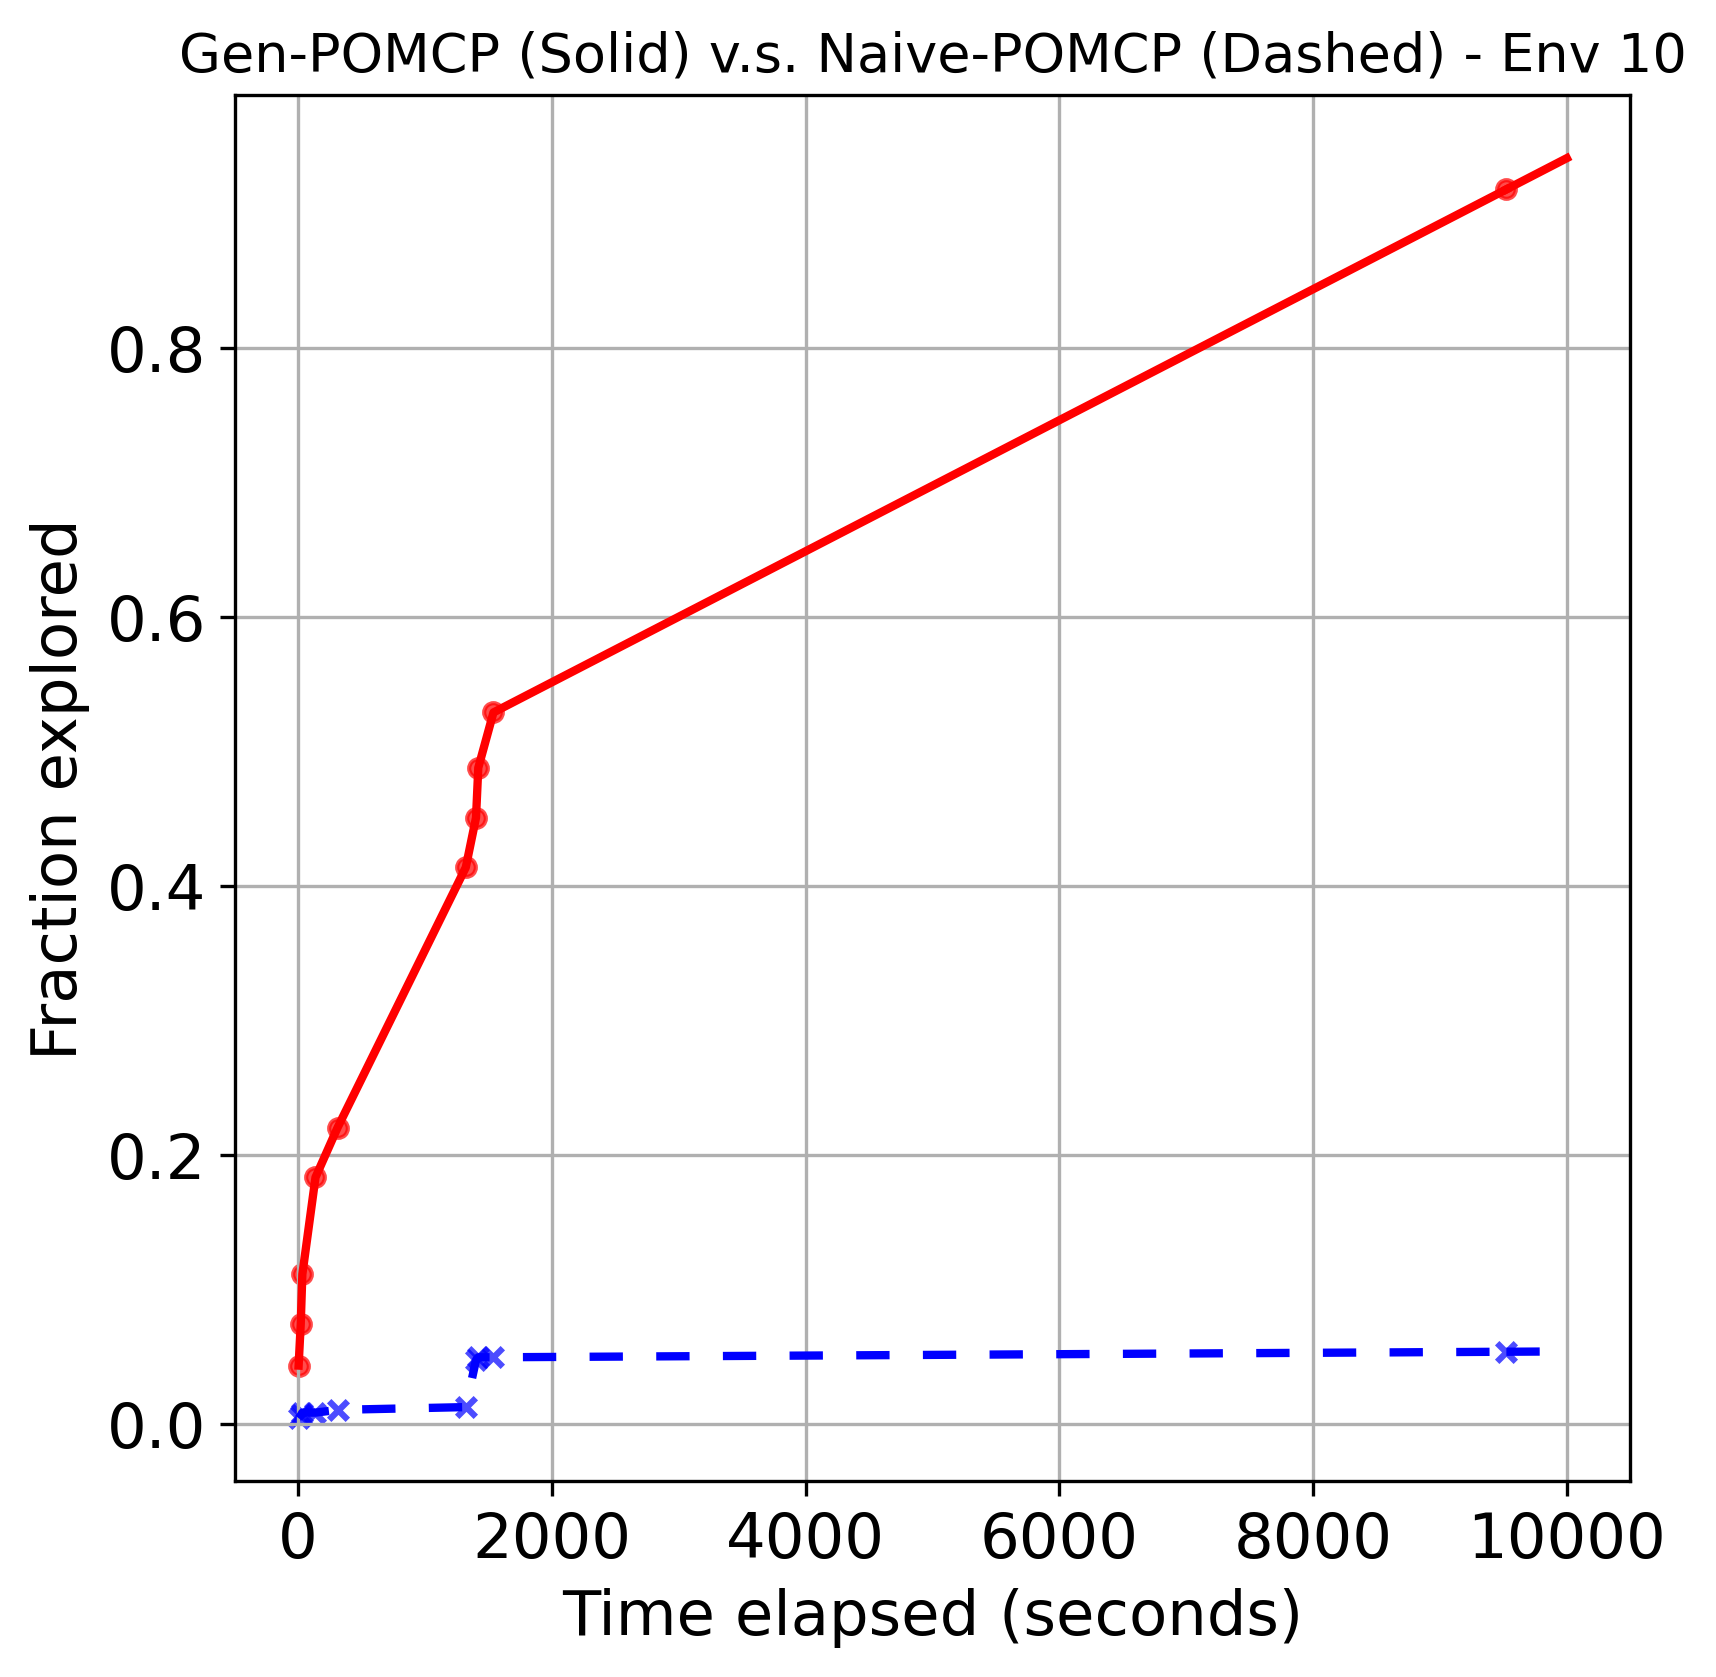 Gen-POMCP (Solid) v.s. Naive-POMCP (Dashed) - Env 10
Fraction explored
0.8
0.6
0.4
0.2
0.0
0 2000 4000 6000 8000 10000
Time elapsed (seconds)